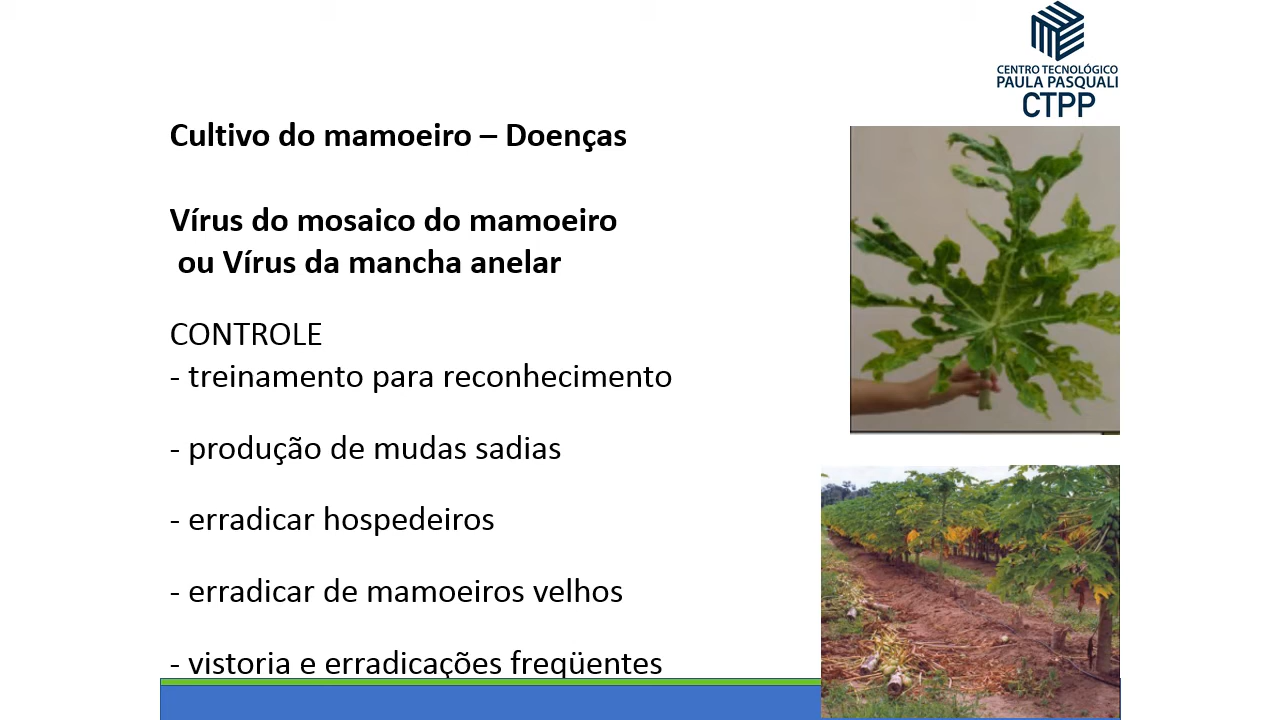 CENTRO TECNOLÓGICO
PAULA PASQUALI
CTPP
Cultivo do mamoeiro – Doenças
Vírus do mosaico do mamoeiro
ou Vírus da mancha anelar
CONTROLE
- treinamento para reconhecimento
- produção de mudas sadias
- erradicar hospedeiros
- erradicar de mamoeiros velhos
- vistoria e erradicações freqüentes